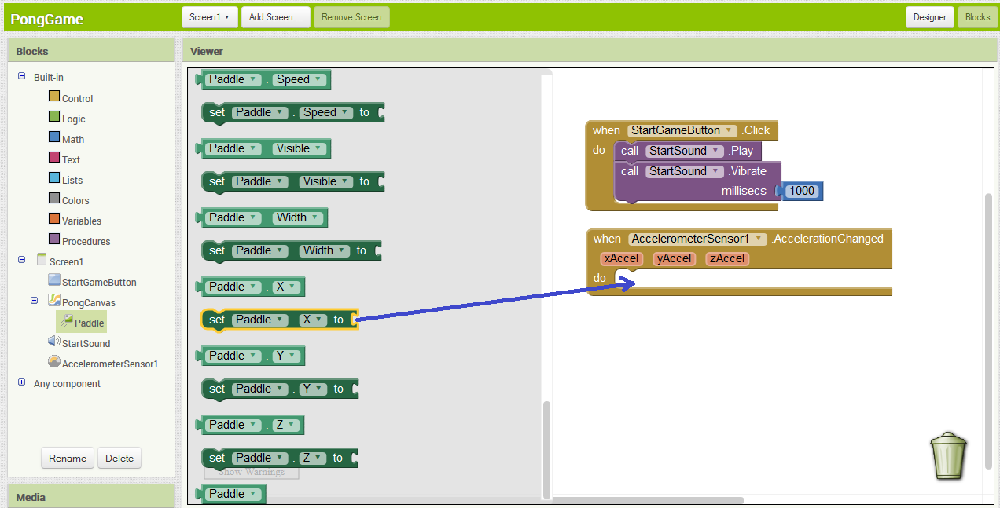 PongGame
Screen1 Add Screen ... Remove Screen Designer Blocks
Blocks
Built-in
Control
Logic
Math
Text
Lists
Colors
Variables
Procedures
Screen1
StartGameButton
PongCanvas
Paddle
StartSound
AccelerometerSensor1
Any component
Rename Delete
Media
Viewer
Paddle . Speed
set Paddle . Speed to
Paddle . Visible
set Paddle . Visible to
Paddle . Width
set Paddle . Width to
Paddle . X
set Paddle . X to
Paddle . Y
set Paddle . Y to
Paddle . Z
set Paddle . Z to
Show Warnings
Paddle
when StartGameButton .Click
do call StartSound .Play
call StartSound .Vibrate
millisecs 1000
when AccelerometerSensor1 .AccelerationChanged
xAccel yAccel zAccel
do